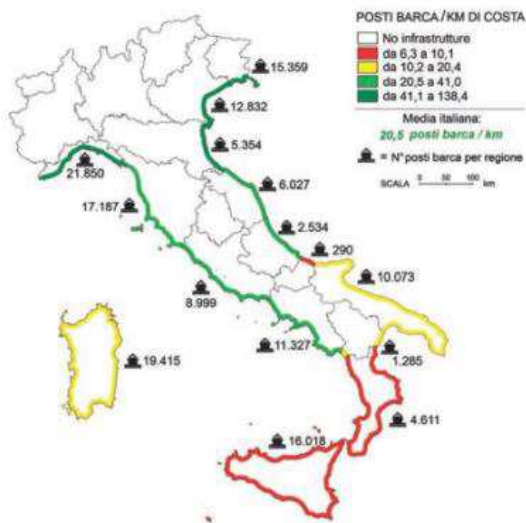 POSTI BARCA/KM DI COSTA
No infrastrutture
da 6,3 a 10,1
da 10,2 a 20,4
da 20,5 a 41,0
da 41,1 a 138,4
Media italiana:
20,5 posti barca / km
= N° posti barca per regione
SCALA 0 50 100
km
15.359
12.832
5.354
21.850
6.027
17.187
2.534
290
10.073
8.999
11.327
1.285
19.415
4.611
16.018